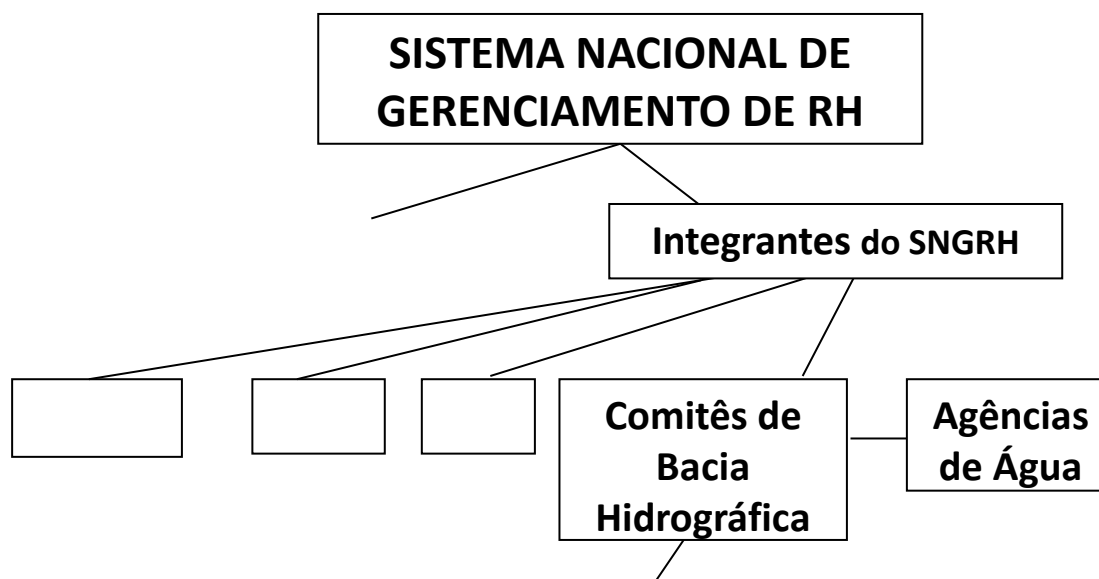 SISTEMA NACIONAL DE
GERENCIAMENTO DE RH
Integrantes do SNGRH
Comitês de
Bacia
Hidrográfica
Agências
de Água